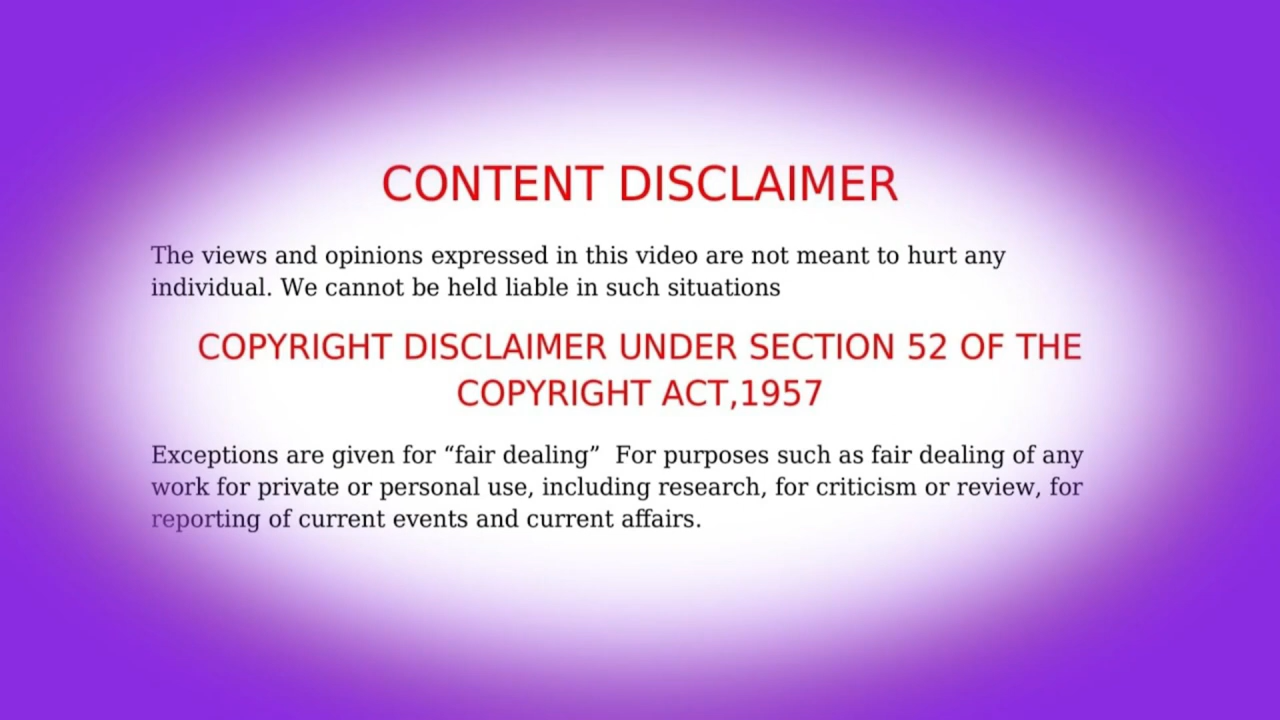 CONTENT DISCLAIMER
The views and opinions expressed in this video are not meant to hurt any
individual. We cannot be held liable in such situations
COPYRIGHT DISCLAIMER UNDER SECTION 52 OF THE
COPYRIGHT ACT,1957
Exceptions are given for “fair dealing”  For purposes such as fair dealing of any
work for private or personal use, including research, for criticism or review, for
reporting of current events and current affairs.